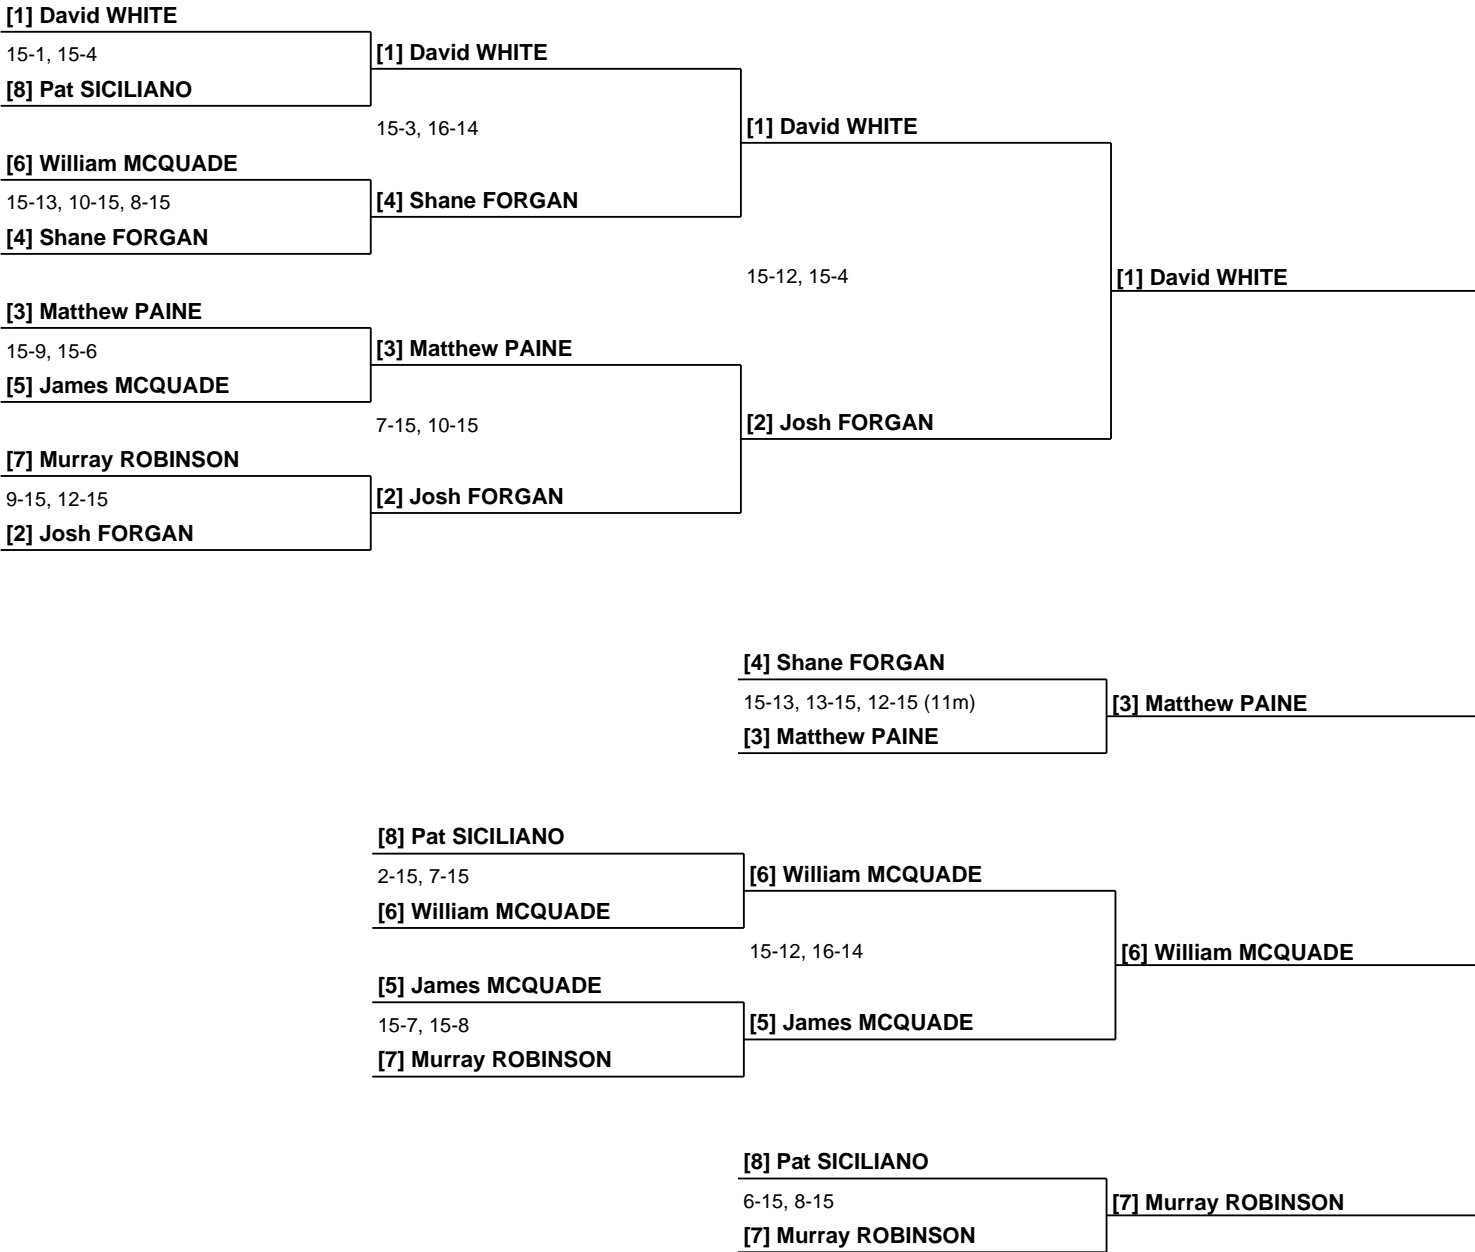 [1] David WHITE
15-1, 15-4
[1] David WHITE
[8] Pat SICILIANO
15-3, 16-14
[1] David WHITE
[6] William MCQUADE
15-13, 10-15, 8-15
[4] Shane FORGAN
[4] Shane FORGAN
15-12, 15-4
[1] David WHITE
[3] Matthew PAINE
15-9, 15-6
[3] Matthew PAINE
[5] James MCQUADE
7-15, 10-15
[2] Josh FORGAN
[7] Murray ROBINSON
9-15, 12-15
[2] Josh FORGAN
[2] Josh FORGAN
[4] Shane FORGAN
15-13, 13-15, 12-15 (11m)
[3] Matthew PAINE
[3] Matthew PAINE
[8] Pat SICILIANO
2-15, 7-15
[6] William MCQUADE
[6] William MCQUADE
15-12, 16-14
[6] William MCQUADE
[5] James MCQUADE
15-7, 15-8
[5] James MCQUADE
[7] Murray ROBINSON
[8] Pat SICILIANO
6-15, 8-15
[7] Murray ROBINSON
[7] Murray ROBINSON